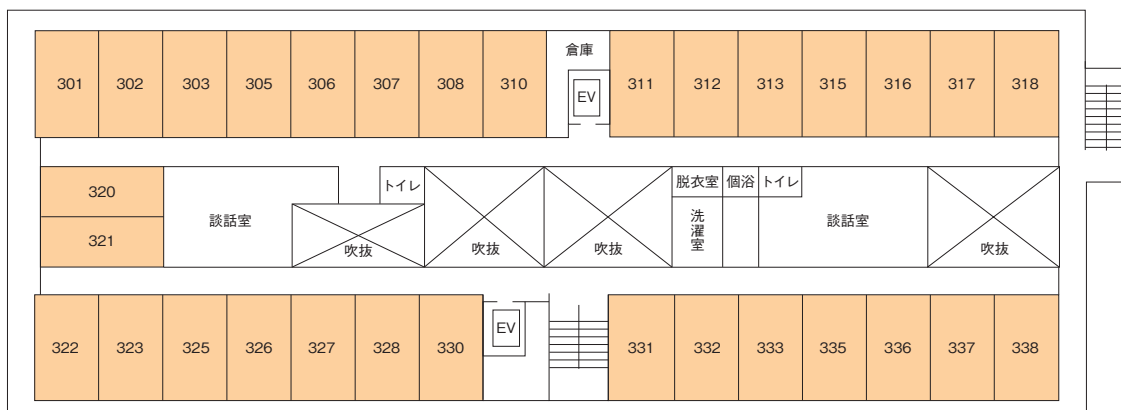 倉庫
301 302 303 305 306 307 308 310 EV 311 312 313 315 316 317 318
320 トイレ 脱衣室 個浴 トイレ
談話室 洗濯室 談話室
321 吹抜 吹抜 吹抜 吹抜
322 323 325 326 327 328 330 EV 331 332 333 335 336 337 338